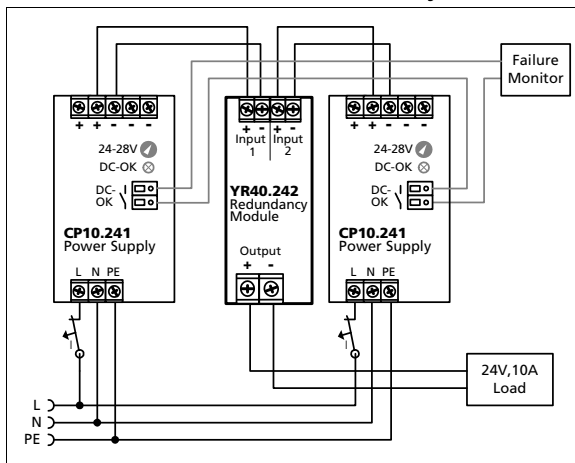 Failure
Monitor
+ + - - -
24-28V
DC-OK
DC-
OK
CP10.241
Power Supply
L N PE
+ - + -
Input
1
Input
2
YR40.242
Redundancy
Module
Output
+ -
+ + - - -
24-28V
DC-OK
DC-
OK
CP10.241
Power Supply
L N PE
I
I
24V,10A
Load
L
N
PE